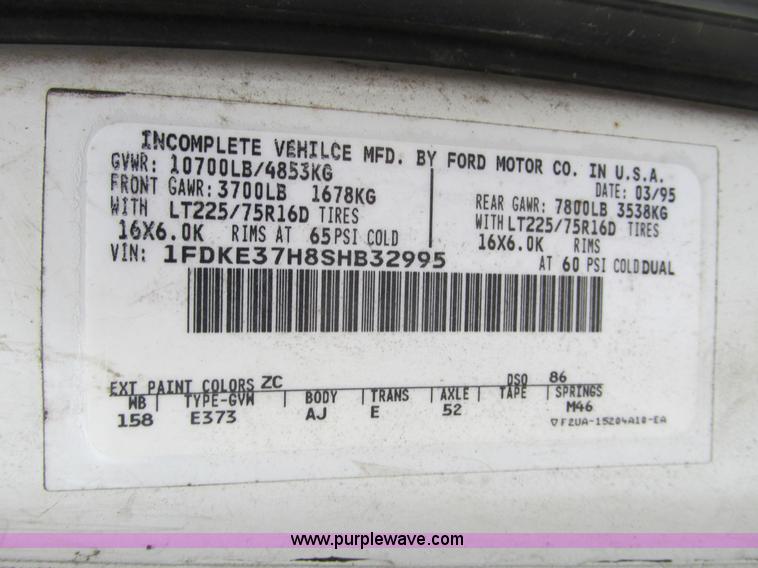 INCOMPLETE VEHILCE MFD. BY FORD MOTOR CO. IN U.S.A.
GVWR: 10700LB/4853KG
DATE: 03/95
FRONT GAWR: 3700LB 1678KG
REAR GAWR: 7800LB 3538KG
WITH LT225/75R16D TIRES
WITH LT225/75R16D TIRES
16X6.0K RIMS AT 65 PSI COLD
16X6.0K RIMS
VIN: 1FDKE37H8SHB32995
AT 60 PSI COLD DUAL
EXT PAINT COLORS ZC DSO 86
WB TYPE-GVM BODY TRANS AXLE TAPE SPRINGS
158 E373 AJ E 52 M46
▽F2UA-15204A10-EA
www.purplewave.com